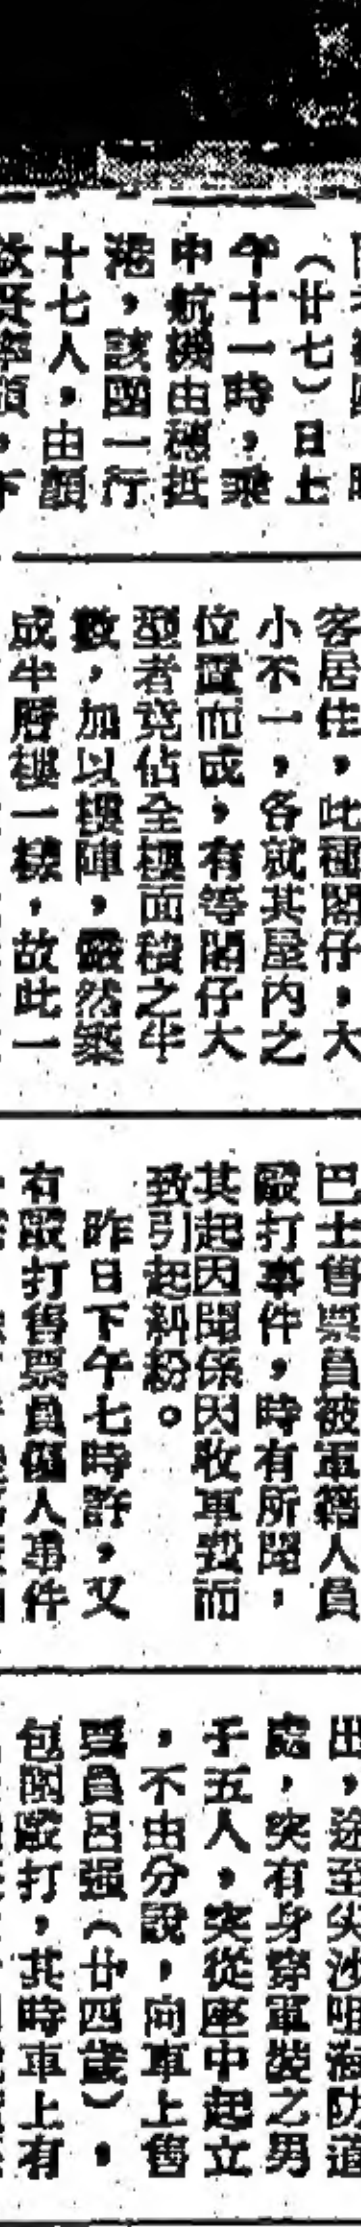 （廿七）日上
午十一時，乘
中航機由穗抵
港，該團一行
十七人，由顏
客居住，此種閣仔，大
小不一，各就其屋內之
位置而成，有等閣仔大
型者竟佔全樓面積之半
數，加以樓陣，儼然築
成半層樓一樣，故此一
巴士售票員被軍籍人員
毆打事件，時有所聞，
其起因聞係因收車費而
致引起糾紛。
昨日下午七時許，又
有毆打售票員傷人事件
出，途至尖沙咀海防道
處，突有身穿軍裝之男
子五人，突從座中起立
，不由分說，向車上售
票員呂强（廿四歲），
包圍毆打，其時車上有